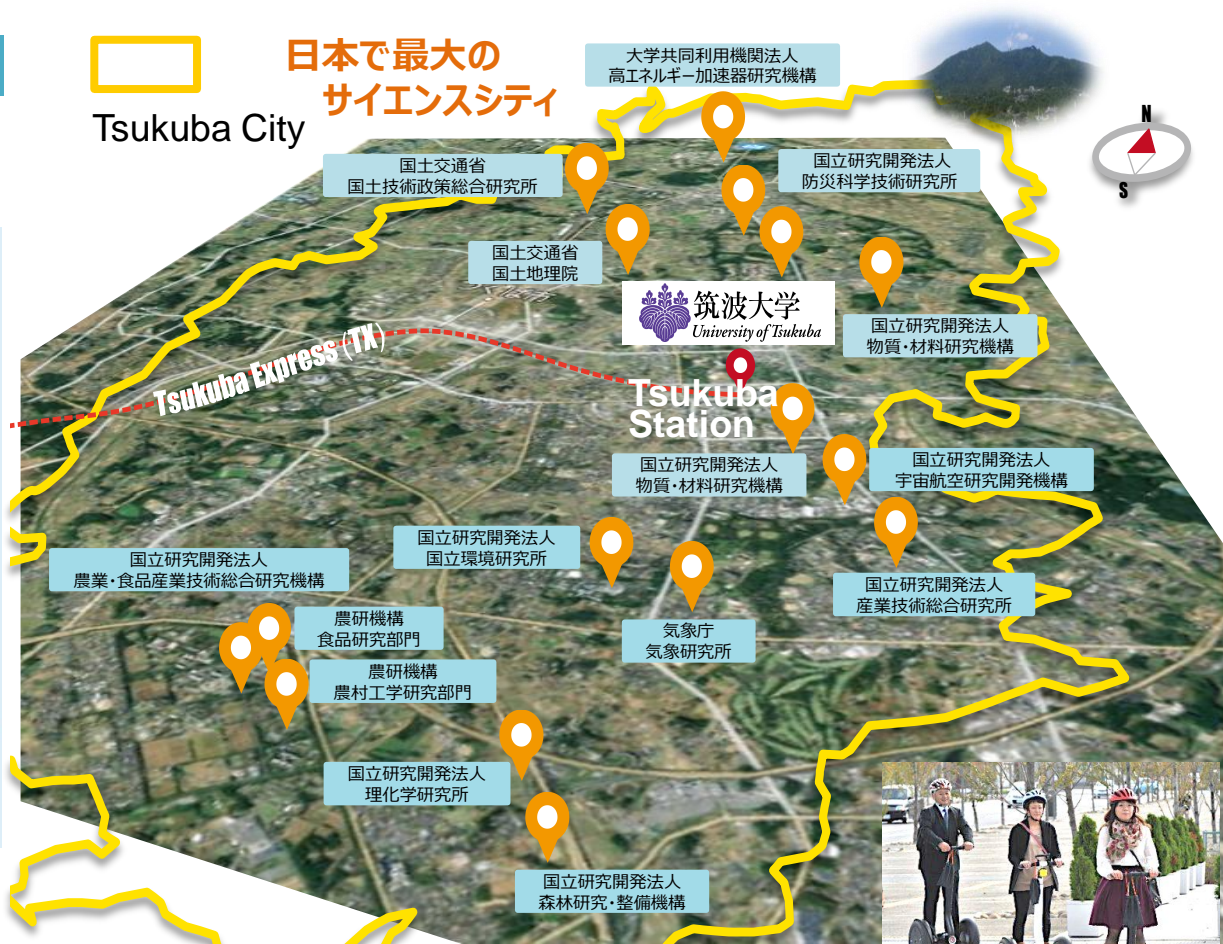 日本で最大の
サイエンスシティ
Tsukuba City
大学共同利用機関法人
高エネルギー加速器研究機構
N
S
国土交通省
国土技術政策総合研究所
国立研究開発法人
防災科学技術研究所
国土交通省
国土地理院
筑波大学
University of Tsukuba
国立研究開発法人
物質・材料研究機構
Tsukuba Express (TX)
Tsukuba
Station
国立研究開発法人
物質・材料研究機構
国立研究開発法人
宇宙航空研究開発機構
国立研究開発法人
国立環境研究所
国立研究開発法人
農業・食品産業技術総合研究機構
国立研究開発法人
産業技術総合研究所
農研機構
食品研究部門
気象庁
気象研究所
農研機構
農村工学研究部門
国立研究開発法人
理化学研究所
国立研究開発法人
森林研究・整備機構